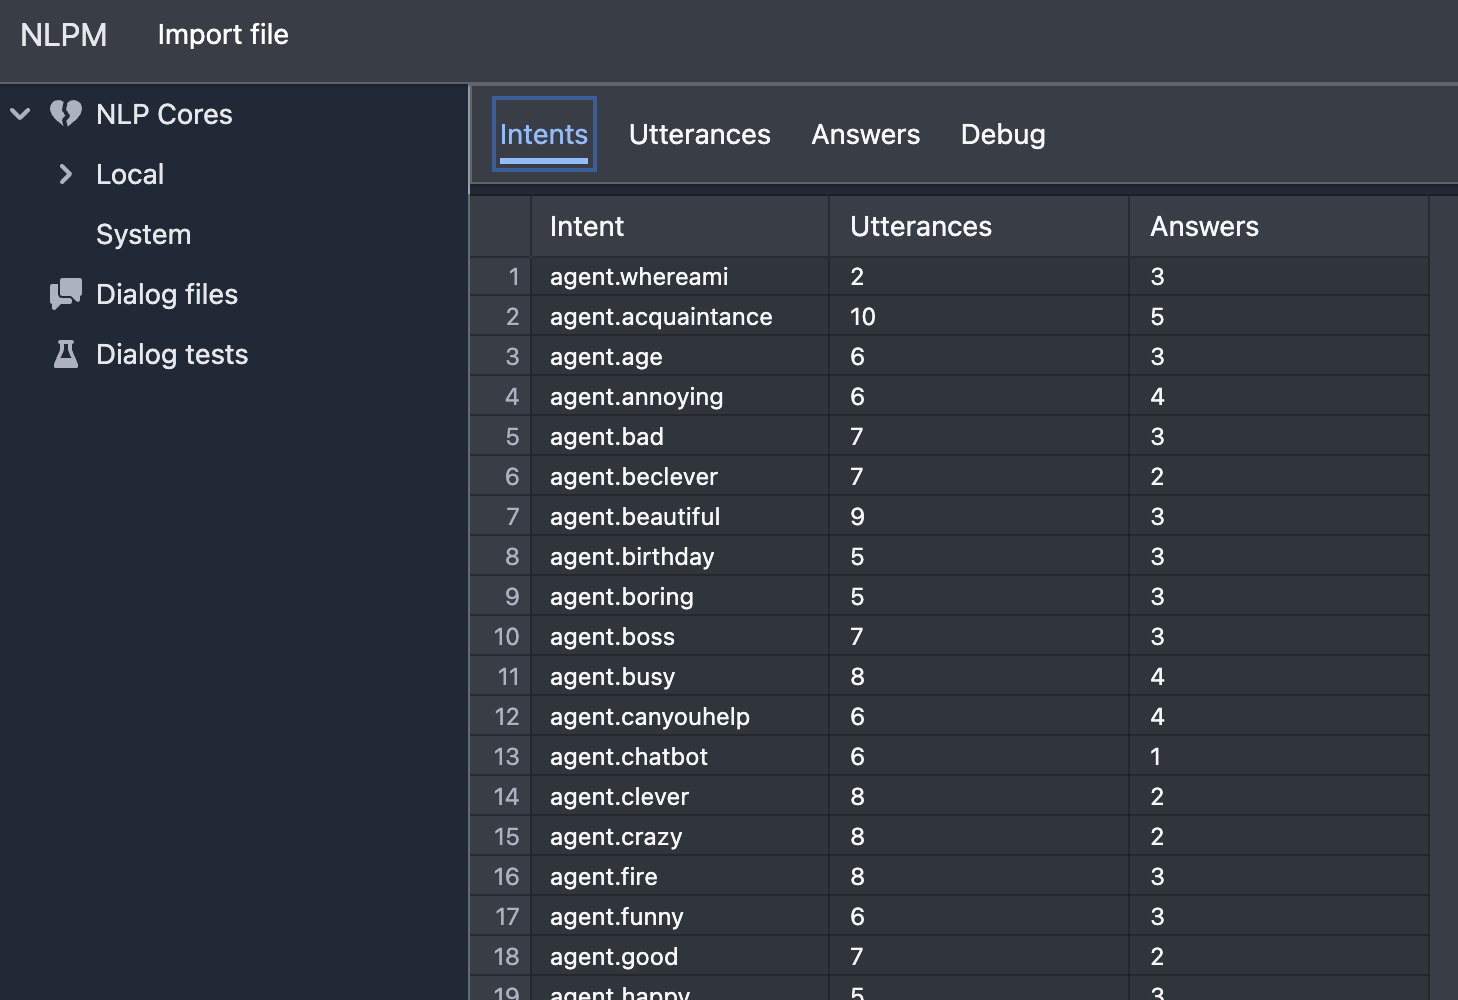 NLPM Import file
NLP Cores
Local
System
Dialog files
Dialog tests
Intents Utterances Answers Debug
Intent Utterances Answers
1 agent.whereami 2 3
2 agent.acquaintance 10 5
3 agent.age 6 3
4 agent.annoying 6 4
5 agent.bad 7 3
6 agent.beclever 7 2
7 agent.beautiful 9 3
8 agent.birthday 5 3
9 agent.boring 5 3
10 agent.boss 7 3
11 agent.busy 8 4
12 agent.canyouhelp 6 4
13 agent.chatbot 6 1
14 agent.clever 8 2
15 agent.crazy 8 2
16 agent.fire 8 3
17 agent.funny 6 3
18 agent.good 7 2
19 agent.happy 5 3